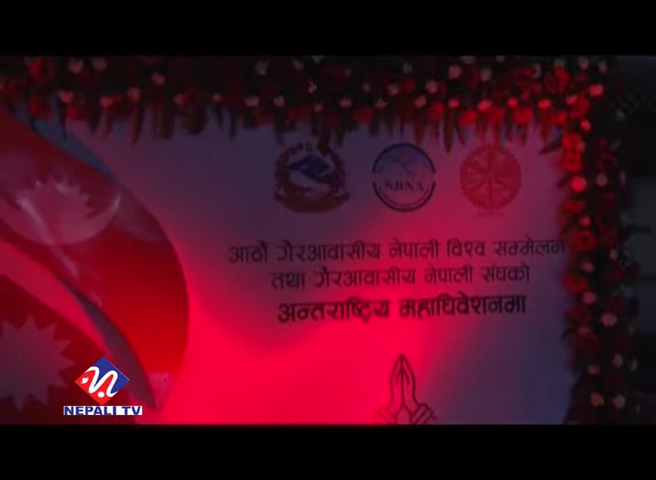 NRNA
आठौं गैरआवासीय नेपाली विश्व सम्मेलन
तथा गैरआवासीय नेपाली संघको
अन्तराष्ट्रिय महाधिवेशनमा
NEPALI TV